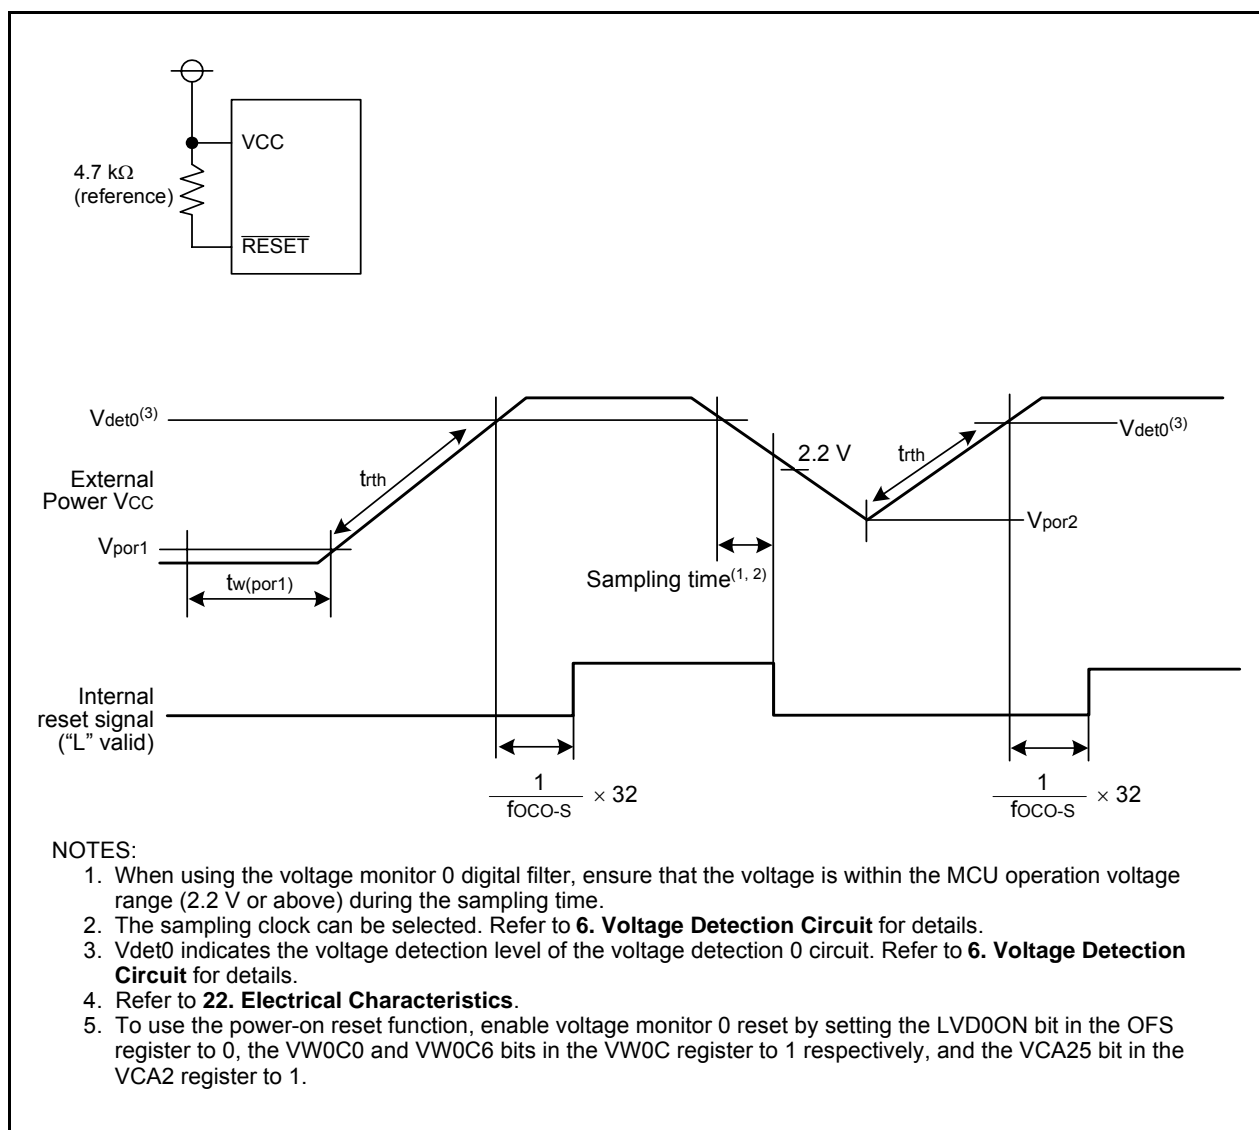 VCC
4.7 kΩ
(reference)
RESET
Vdet0(3)
2.2 V
Vdet0(3)
trth
trth
External
Power VCC
Vpor1
Vpor2
tw(por1)
Sampling time(1, 2)
Internal
reset signal
(“L” valid)
1
fOCO-S
× 32
1
fOCO-S
× 32
NOTES:
1. When using the voltage monitor 0 digital filter, ensure that the voltage is within the MCU operation voltage
range (2.2 V or above) during the sampling time.
2. The sampling clock can be selected. Refer to 6. Voltage Detection Circuit for details.
3. Vdet0 indicates the voltage detection level of the voltage detection 0 circuit. Refer to 6. Voltage Detection
Circuit for details.
4. Refer to 22. Electrical Characteristics.
5. To use the power-on reset function, enable voltage monitor 0 reset by setting the LVD0ON bit in the OFS
register to 0, the VW0C0 and VW0C6 bits in the VW0C register to 1 respectively, and the VCA25 bit in the
VCA2 register to 1.